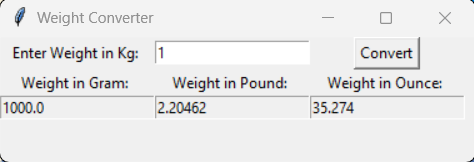 Weight Converter
Enter Weight in Kg: 1 Convert
Weight in Gram: Weight in Pound: Weight in Ounce:
1000.0 2.20462 35.274